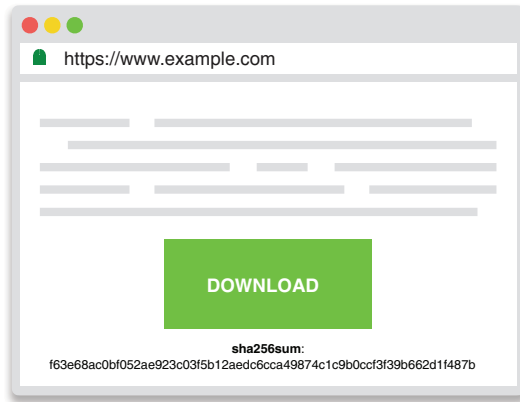 https://www.example.com
DOWNLOAD
sha256sum:
f63e68ac0bf052ae923c03f5b12aedc6cca49874c1c9b0ccf3f39b662d1f487b